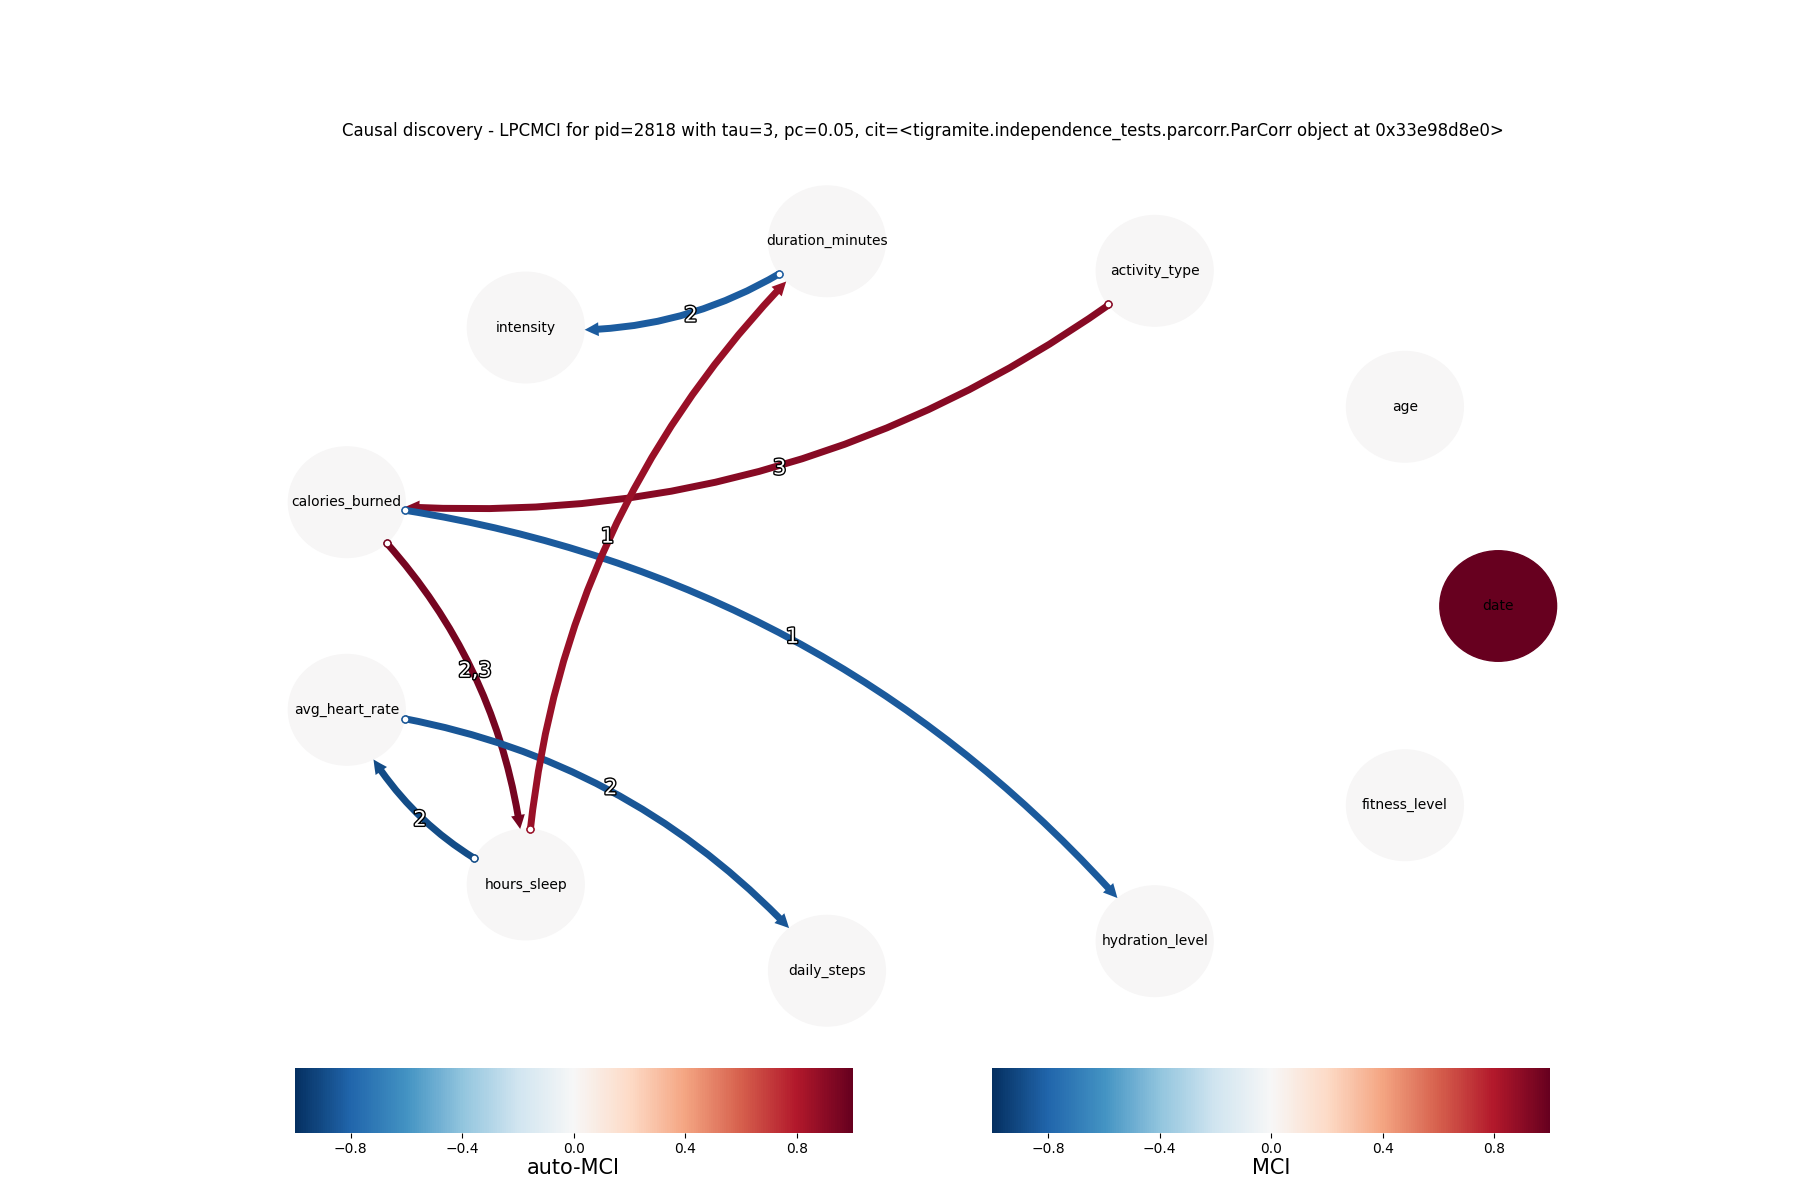 Causal discovery - LPCMCI for pid=2818 with tau=3, pc=0.05, cit=<tigramite.independence_tests.parcorr.ParCorr object at 0x33e98d8e0>
duration_minutes
activity_type
2
intensity
age
3
calories_burned
1
date
1
2,3
avg_heart_rate
2
2
fitness_level
hours_sleep
hydration_level
daily_steps
−0.8 −0.4 0.0 0.4 0.8
auto-MCI
−0.8 −0.4 0.0 0.4 0.8
MCI